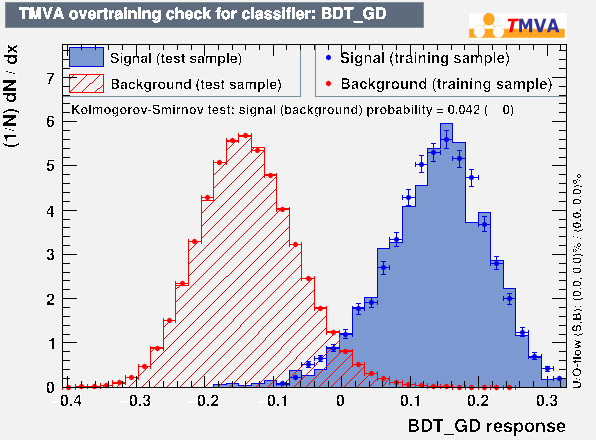 TMVA overtraining check for classifier: BDT_GD
TMVA
(1/N) dN / dx
Signal (test sample)
Background (test sample)
Signal (training sample)
Background (training sample)
Kolmogorov-Smirnov test: signal (background) probability = 0.042 ( 0)
7
6
5
4
3
2
1
0
-0.4 -0.3 -0.2 -0.1 0 0.1 0.2 0.3
BDT_GD response
U/O-flow (S,B): (0.0, 0.0)% / (0.0, 0.0)%